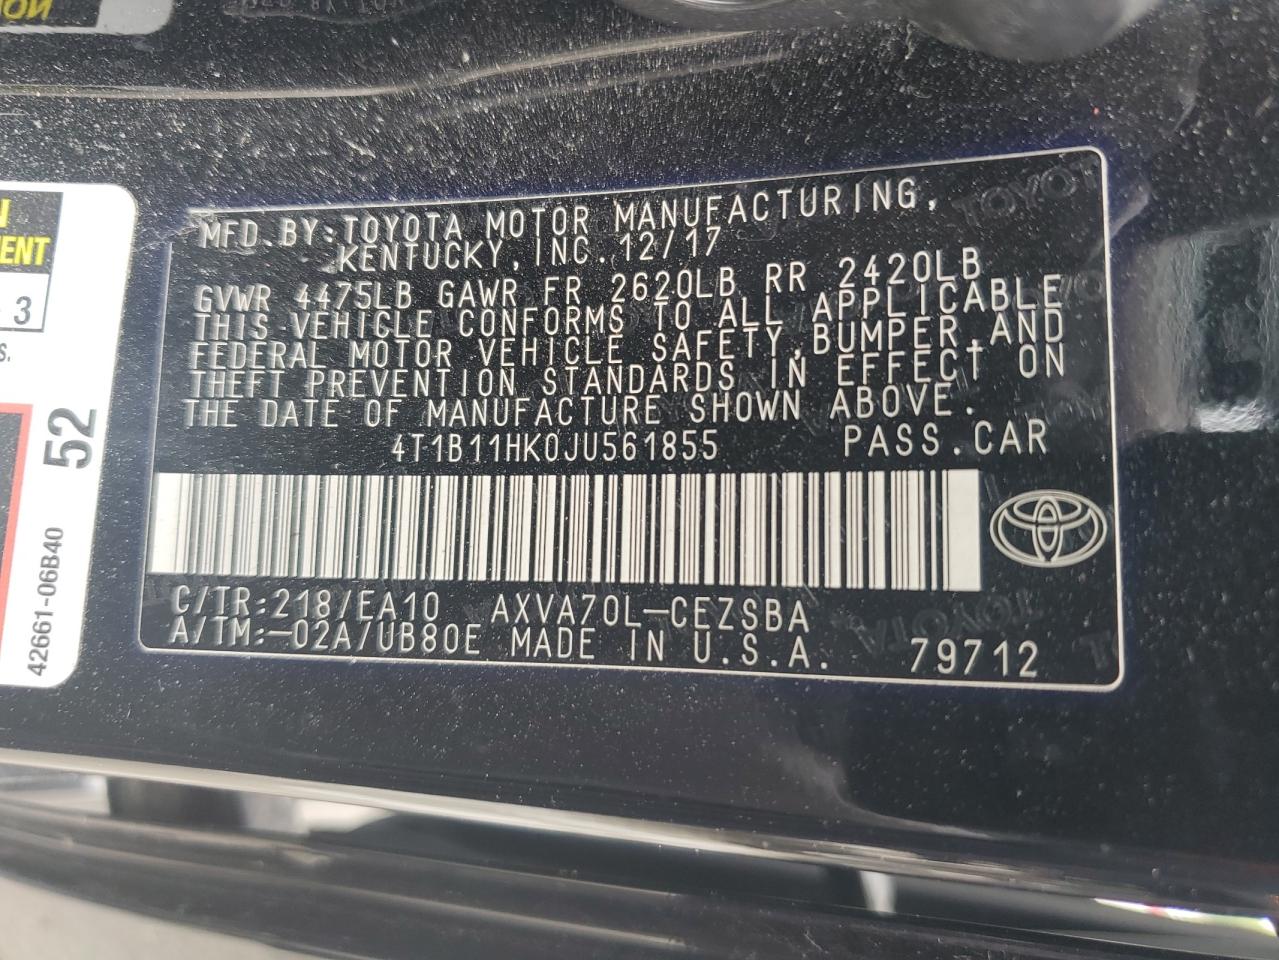 MFD.BY:TOYOTA MOTOR MANUFACTURING,
KENTUCKY,INC. 12/17
GVWR 4475LB GAWR FR 2620LB RR 2420LB
THIS VEHICLE CONFORMS TO ALL APPLICABLE
FEDERAL MOTOR VEHICLE SAFETY,BUMPER,AND
THEFT PREVENTION STANDARDS IN EFFECT ON
THE DATE OF MANUFACTURE SHOWN ABOVE.
4T1B11HK0JU561855 PASS.CAR
C/TR:218/EA10 AXVA70L-CEZSBA
A/TM:-02A/UB80E MADE IN U.S.A. 79712
TOYOTA
3
52
42661-06B40